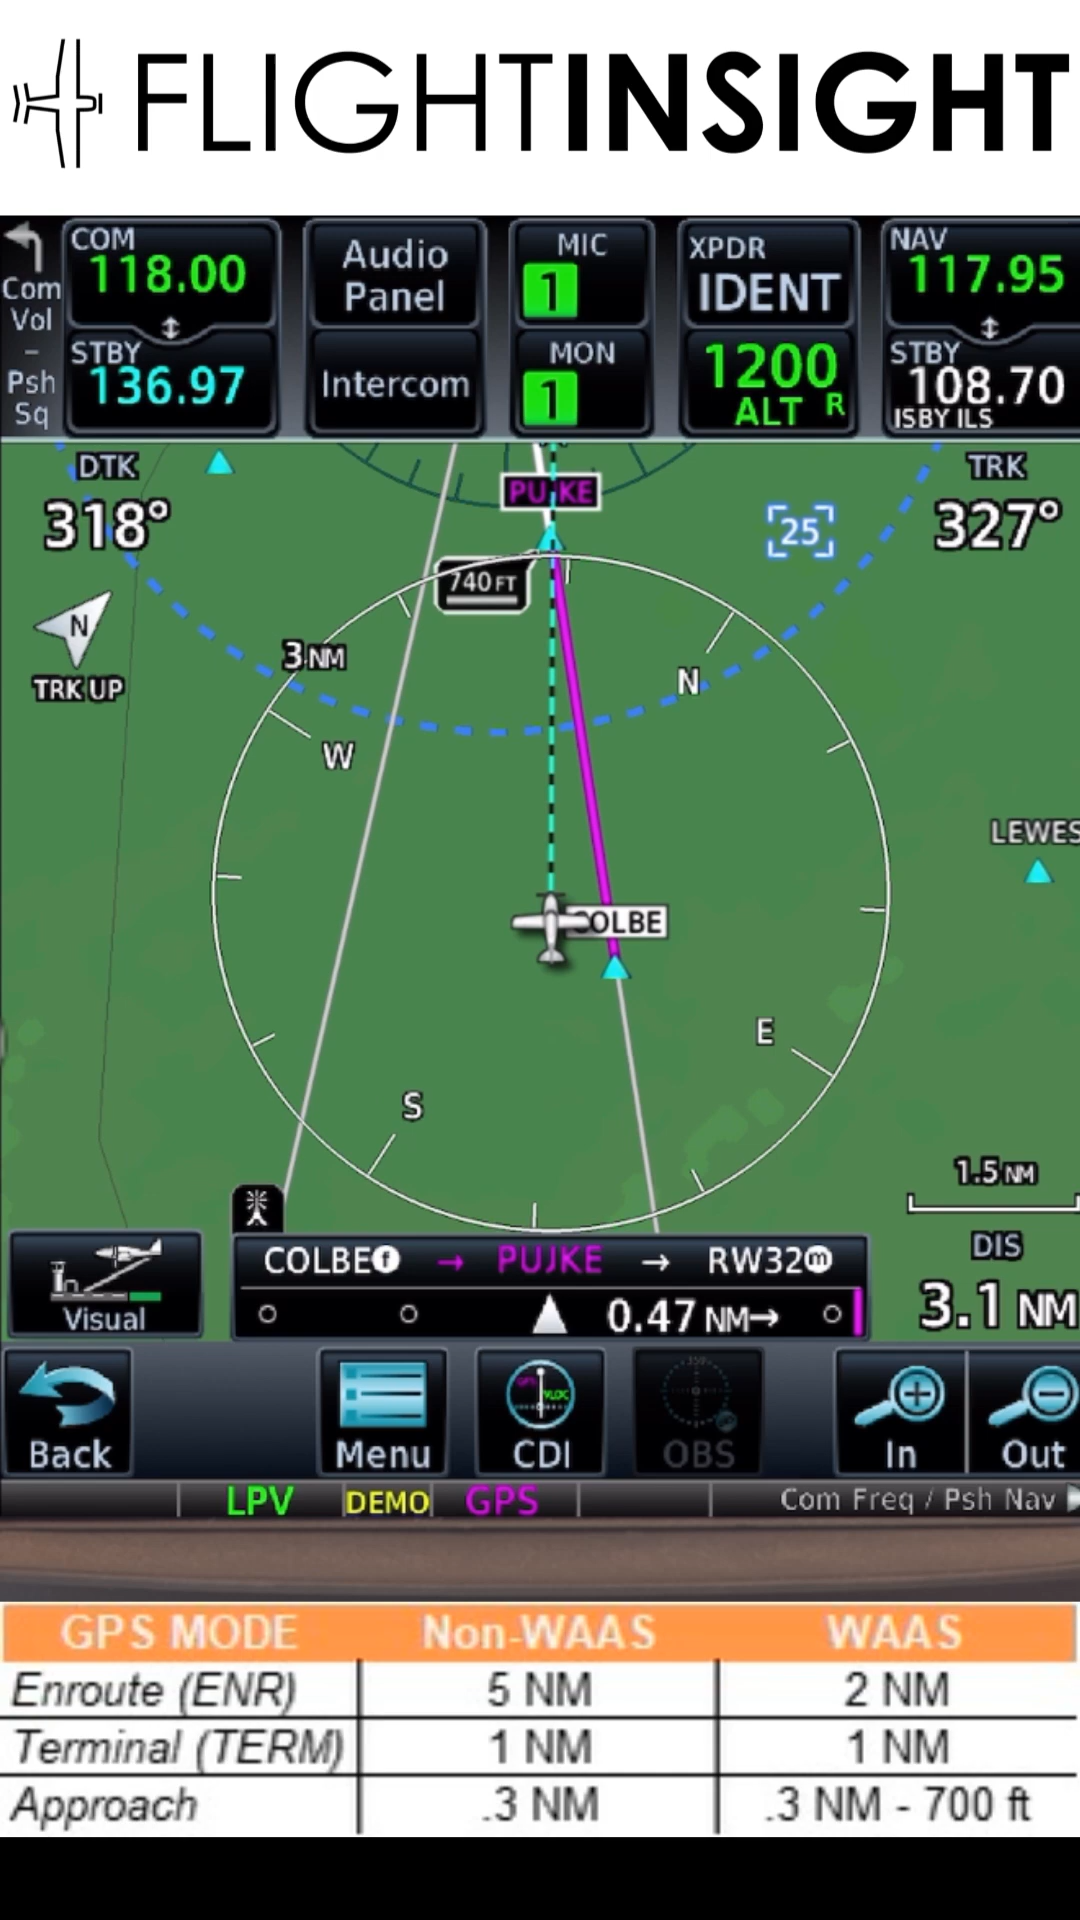 FLIGHTINSIGHT
Com
Vol
-
Psh
Sq
COM
118.00
STBY
136.97
Audio
Panel
Intercom
MIC
1
MON
1
XPDR
IDENT
1200
ALT R
NAV
117.95
STBY
108.70
ISBY ILS
DTK
318°
TRK
327°
PUJKE
25
740FT
N
TRK UP
3NM
N
W
LEWES
COLBE
E
S
1.5NM
DIS
3.1 NM
Visual
COLBEf → PUJKE → RW32m
0.47 NM→
Back
Menu
GPS VLOC
CDI
OBS
In
Out
LPV DEMO GPS Com Freq / Psh Nav
GPS MODE Non-WAAS WAAS
Enroute (ENR) 5 NM 2 NM
Terminal (TERM) 1 NM 1 NM
Approach .3 NM .3 NM - 700 ft